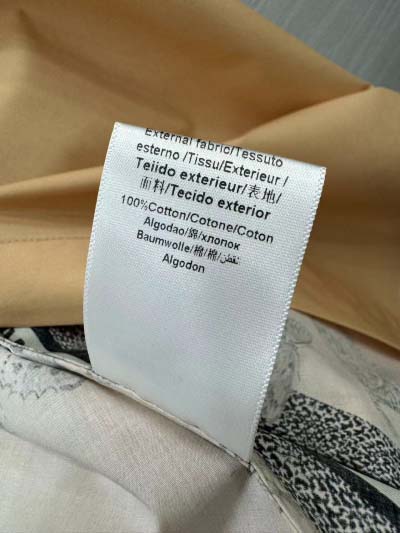 External fabric/Tessuto
esterno /Tissu/Exterieur /
Teiido exterieur/表地/
面料/Tecido exterior
100%Cotton/Cotone/Coton
Algodao/綿/хлопок
Baumwolle/棉/棉/قطن
Algodon